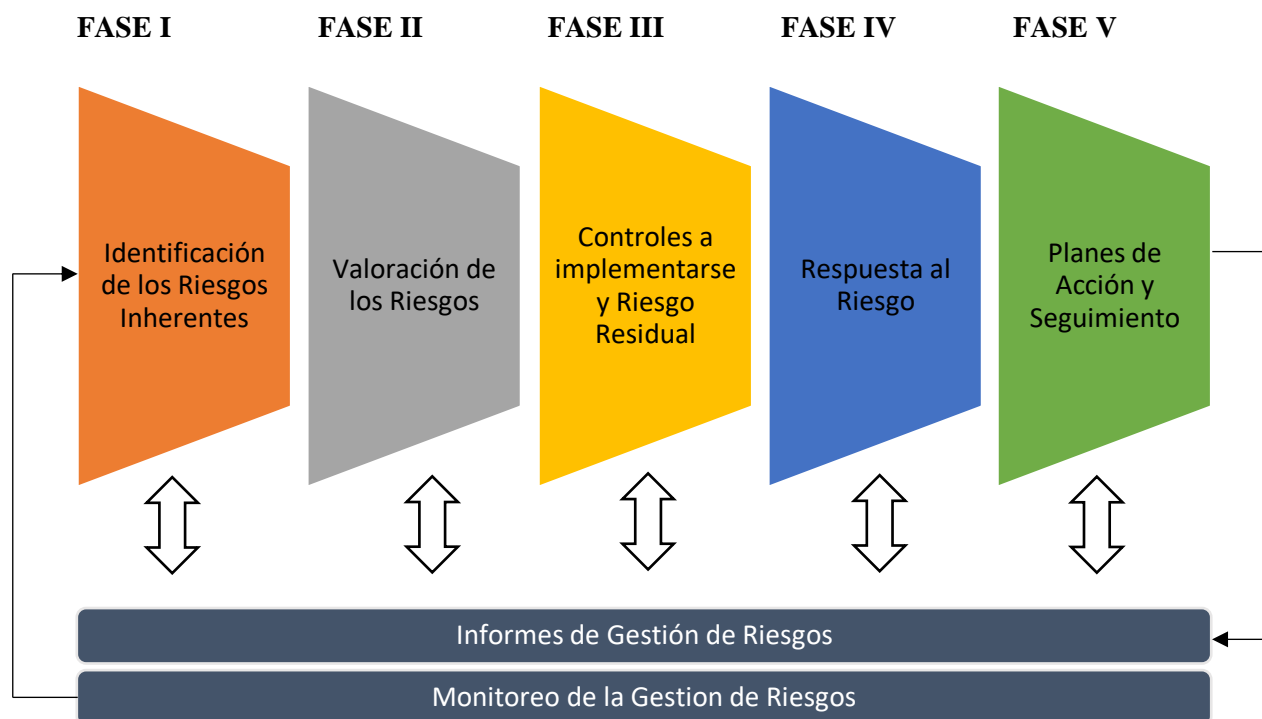 FASE I
FASE II
FASE III
FASE IV
FASE V
Identificación
de los Riesgos
Inherentes
Valoración de
los Riesgos
Controles a
implementarse
y Riesgo
Residual
Respuesta al
Riesgo
Planes de
Acción y
Seguimiento
Informes de Gestión de Riesgos
Monitoreo de la Gestion de Riesgos